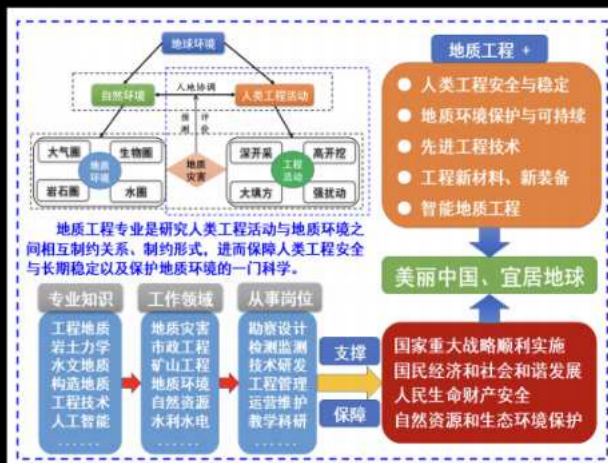 地球环境
自然环境
人地协调
人类工程活动
预测
评价
大气圈
生物圈
地质
环境
岩石圈
水圈
地质
灾害
深开采
高开挖
工程
活动
大填方
强扰动
地质工程专业是研究人类工程活动与地质环境之
间相互制约关系、制约形式，进而保障人类工程安全
与长期稳定以及保护地质环境的一门科学。
专业知识
工程地质
岩土力学
水文地质
构造地质
工程技术
人工智能
......
工作领域
地质灾害
市政工程
矿山工程
地质环境
自然资源
水利水电
......
从事岗位
勘察设计
检测监测
技术研发
工程管理
运营维护
教学科研
......
支撑
保障
地质工程 +
人类工程安全与稳定
地质环境保护与可持续
先进工程技术
工程新材料、新装备
智能地质工程
美丽中国、宜居地球
国家重大战略顺利实施
国民经济和社会和谐发展
人民生命财产安全
自然资源和生态环境保护